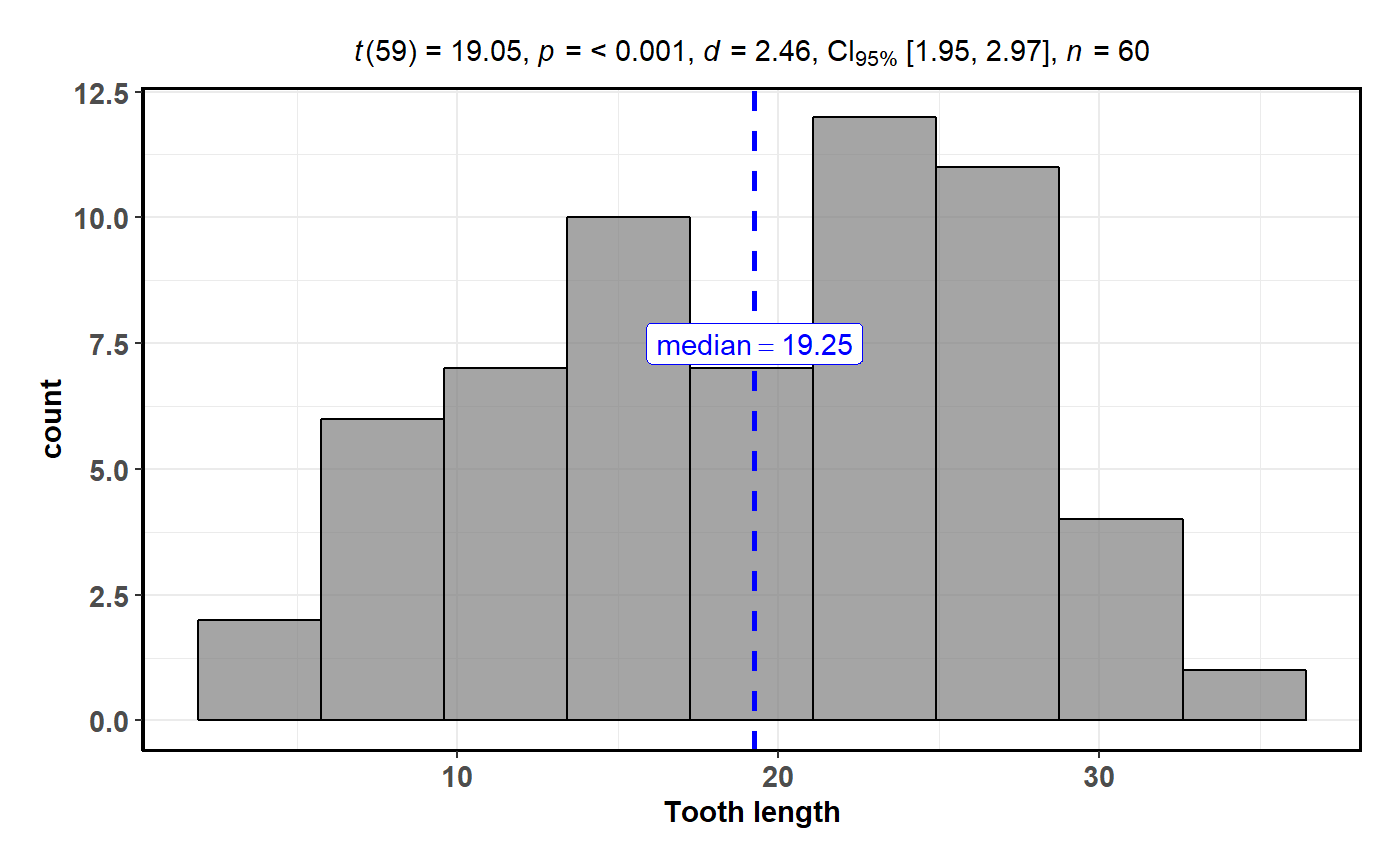 t(59) = 19.05, p = < 0.001, d = 2.46, CI95% [1.95, 2.97], n = 60
12.5
10.0
7.5
5.0
2.5
0.0
count
median = 19.25
10 20 30
Tooth length